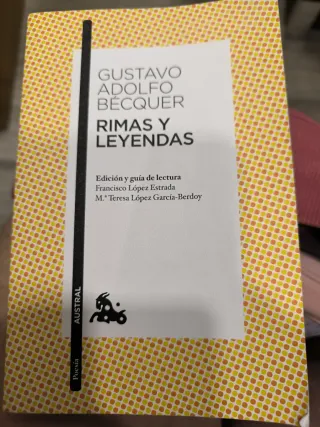 GUSTAVO
ADOLFO
BÉCQUER
RIMAS Y
LEYENDAS
Edición y guía de lectura
Francisco López Estrada
M.ª Teresa López García-Berdoy
AUSTRAL
Poesía